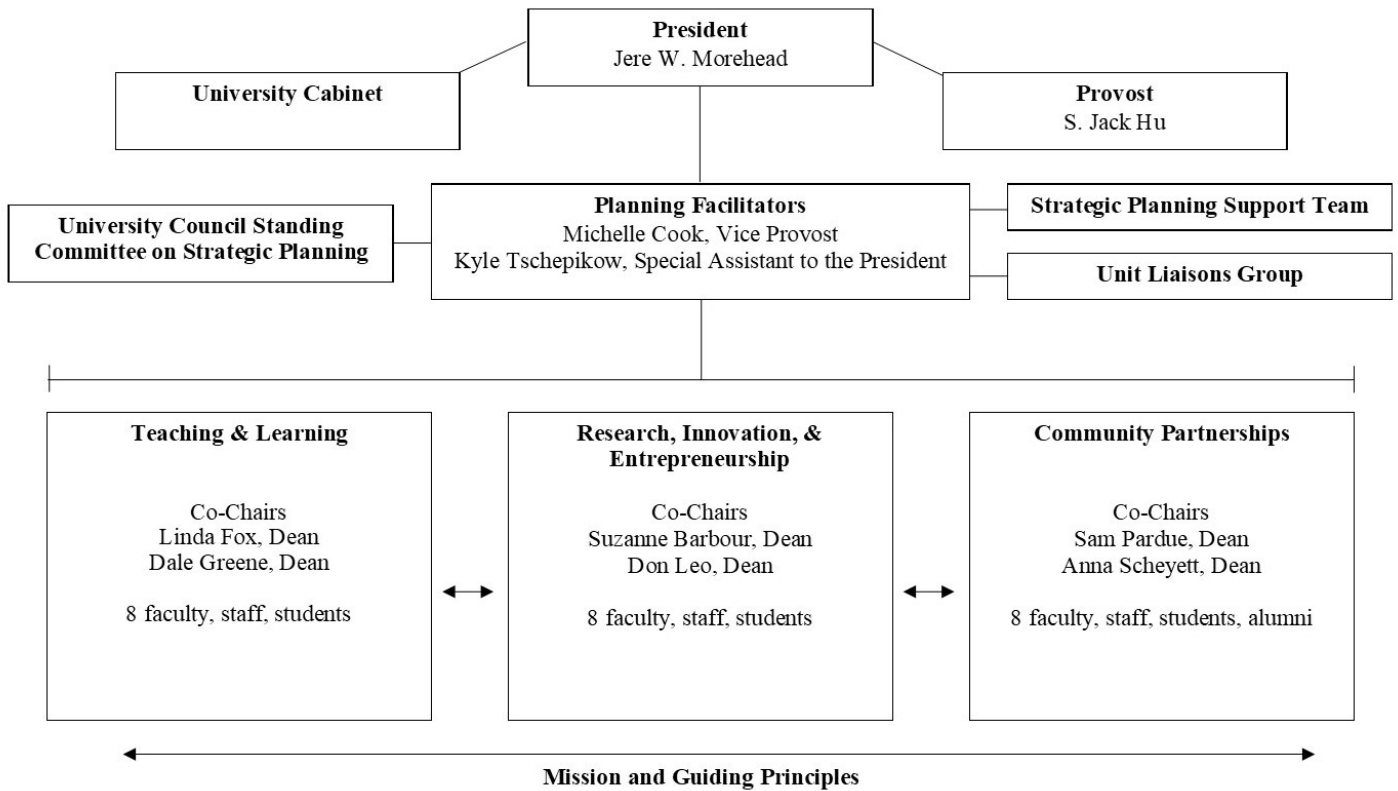 President
Jere W. Morehead
University Cabinet
Provost
S. Jack Hu
Planning Facilitators
Michelle Cook, Vice Provost
Kyle Tschepikow, Special Assistant to the President
University Council Standing
Committee on Strategic Planning
Strategic Planning Support Team
Unit Liaisons Group
Teaching & Learning
Co-Chairs
Linda Fox, Dean
Dale Greene, Dean
8 faculty, staff, students
Research, Innovation, &
Entrepreneurship
Co-Chairs
Suzanne Barbour, Dean
Don Leo, Dean
8 faculty, staff, students
Community Partnerships
Co-Chairs
Sam Pardue, Dean
Anna Scheyett, Dean
8 faculty, staff, students, alumni
Mission and Guiding Principles